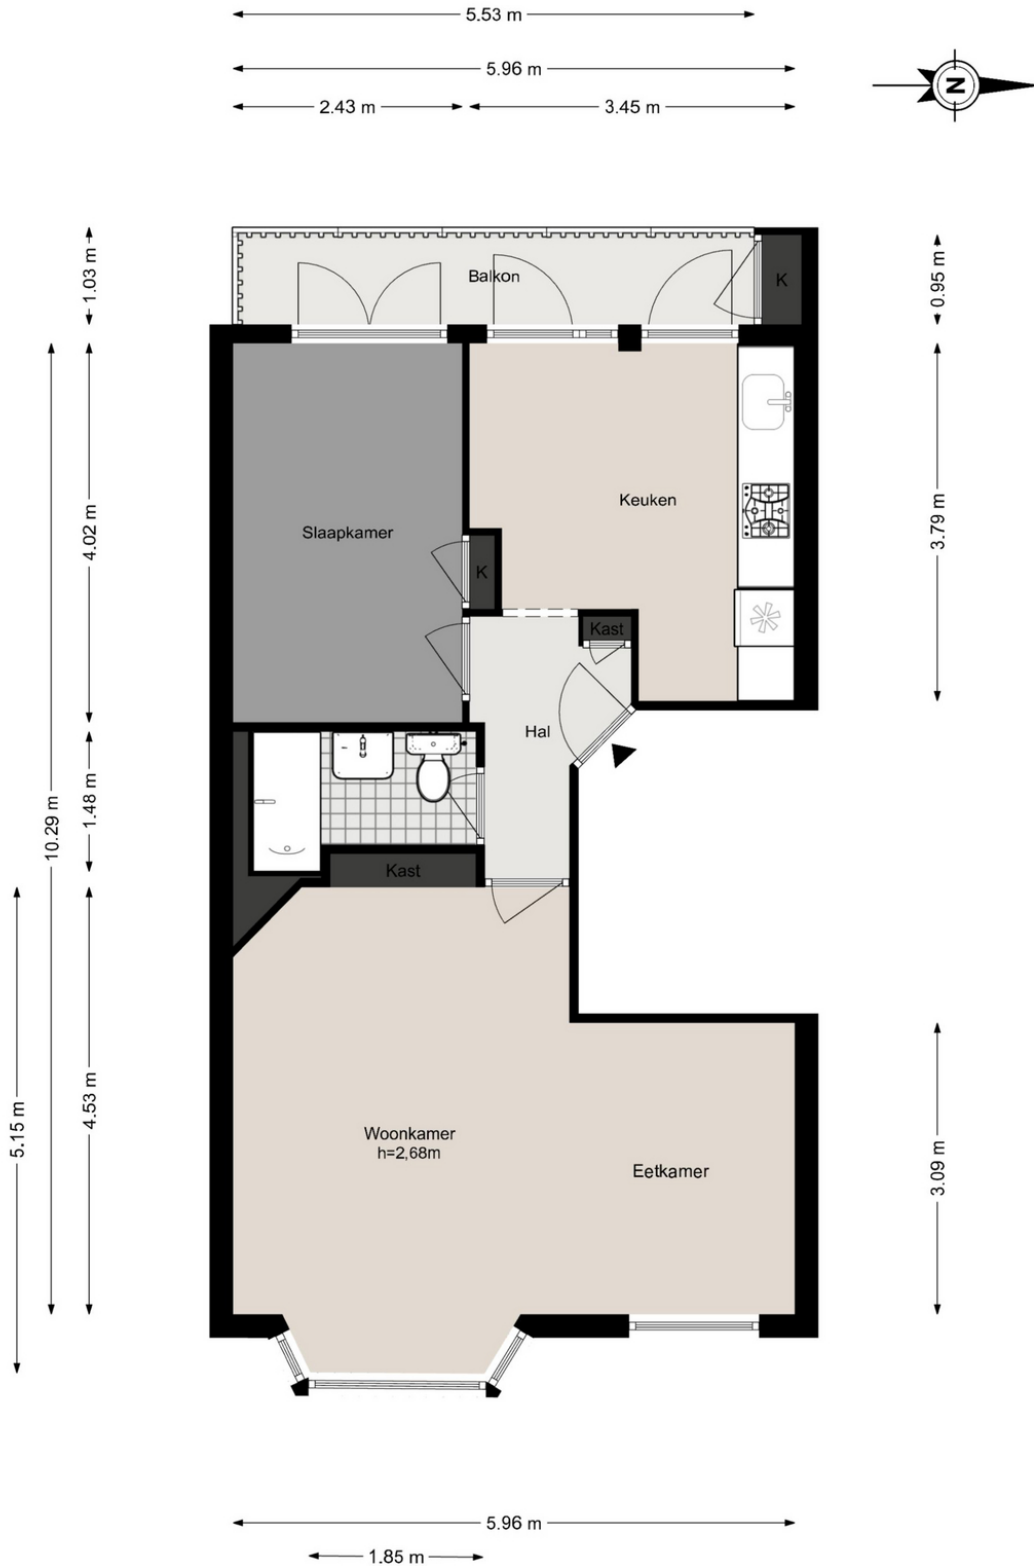 5.53 m
5.96 m
2.43 m
3.45 m
N
1.03 m
Balkon
K
0.95 m
4.02 m
Slaapkamer
Keuken
3.79 m
K
Kast
Hal
10.29 m
1.48 m
Kast
5.15 m
4.53 m
Woonkamer
h=2,68m
Eetkamer
3.09 m
5.96 m
1.85 m